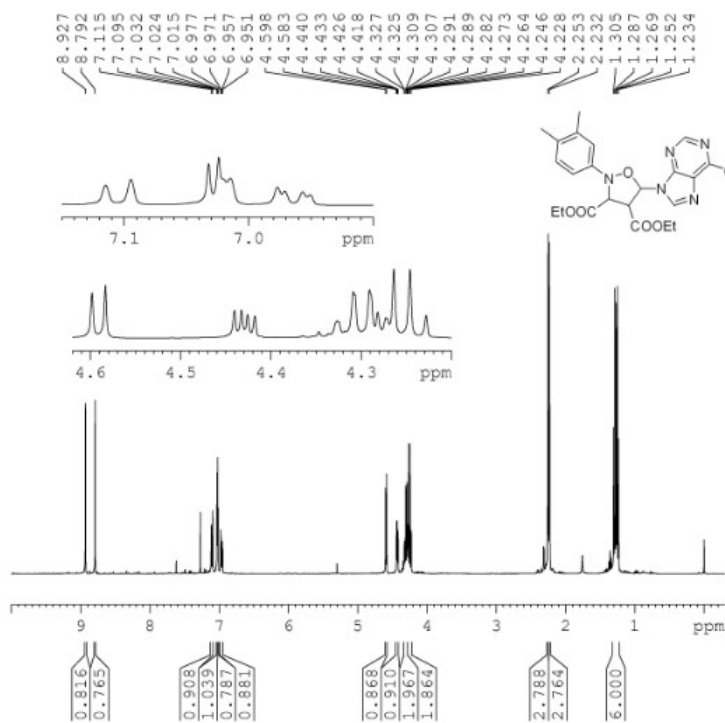 8.927 8.792 7.115 7.095 7.032 7.024 7.015 6.977 6.971 6.957 6.951 4.598 4.583 4.440 4.433 4.426 4.418 4.327 4.325 4.309 4.307 4.291 4.289 4.282 4.273 4.264 4.246 4.228 2.253 2.232 1.305 1.287 1.269 1.252 1.234
N O N N N N
EtOOC COOEt
7.1 7.0 ppm
4.6 4.5 4.4 4.3 ppm
9 8 7 6 5 4 3 2 1 ppm
0.816 0.765 0.908 1.039 0.787 0.881 0.868 0.910 1.967 1.864 2.788 2.764 6.000